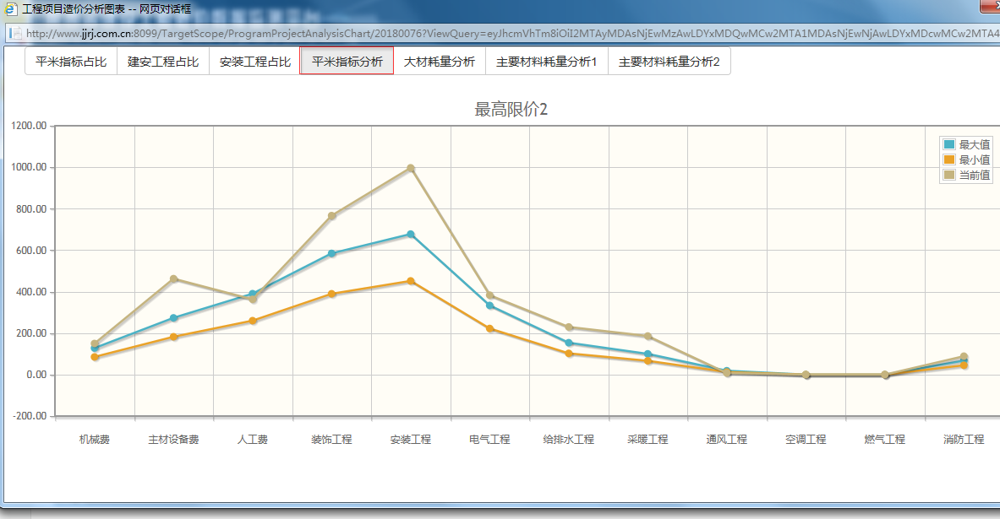 工程项目造价分析图表 -- 网页对话框
http://www.jjrj.com.cn:8099/TargetScope/ProgramProjectAnalysisChart/20180076?ViewQuery=eyJhcmVhTm8iOiI2MTAyMDAsNjEwMzAwLDYxMDQwMCw2MTA1MDAsNjEwNjAwLDYxMDcwMCw2MTA4
平米指标占比 建安工程占比 安装工程占比 平米指标分析 大材耗量分析 主要材料耗量分析1 主要材料耗量分析2
最高限价2
1200.00
1000.00
800.00
600.00
400.00
200.00
0.00
-200.00
最大值
最小值
当前值
机械费 主材设备费 人工费 装饰工程 安装工程 电气工程 给排水工程 采暖工程 通风工程 空调工程 燃气工程 消防工程